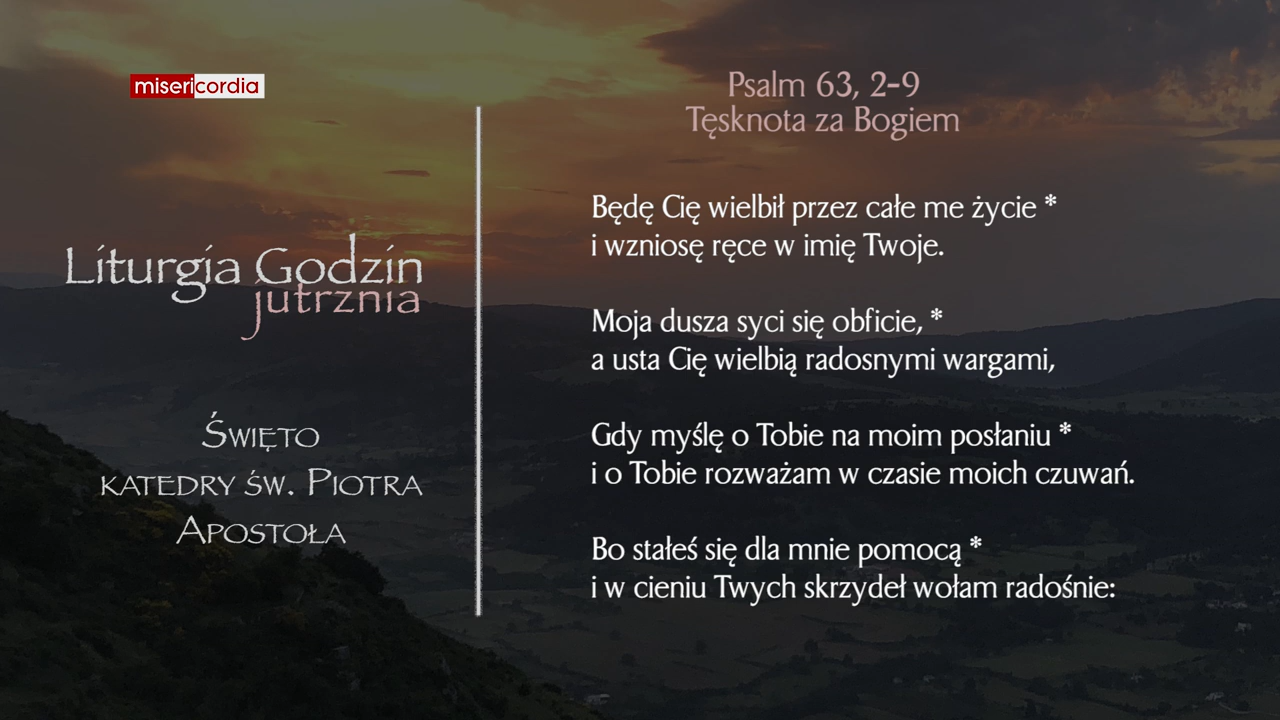 misericordia
Liturgia Godzin
jutrznia
Święto
katedry św. Piotra
Apostoła
Psalm 63, 2-9
Tęsknota za Bogiem
Będę Cię wielbił przez całe me życie *
i wzniosę ręce w imię Twoje.
Moja dusza syci się obficie, *
a usta Cię wielbią radosnymi wargami,
Gdy myślę o Tobie na moim posłaniu *
i o Tobie rozważam w czasie moich czuwań.
Bo stałeś się dla mnie pomocą *
i w cieniu Twych skrzydeł wołam radośnie: